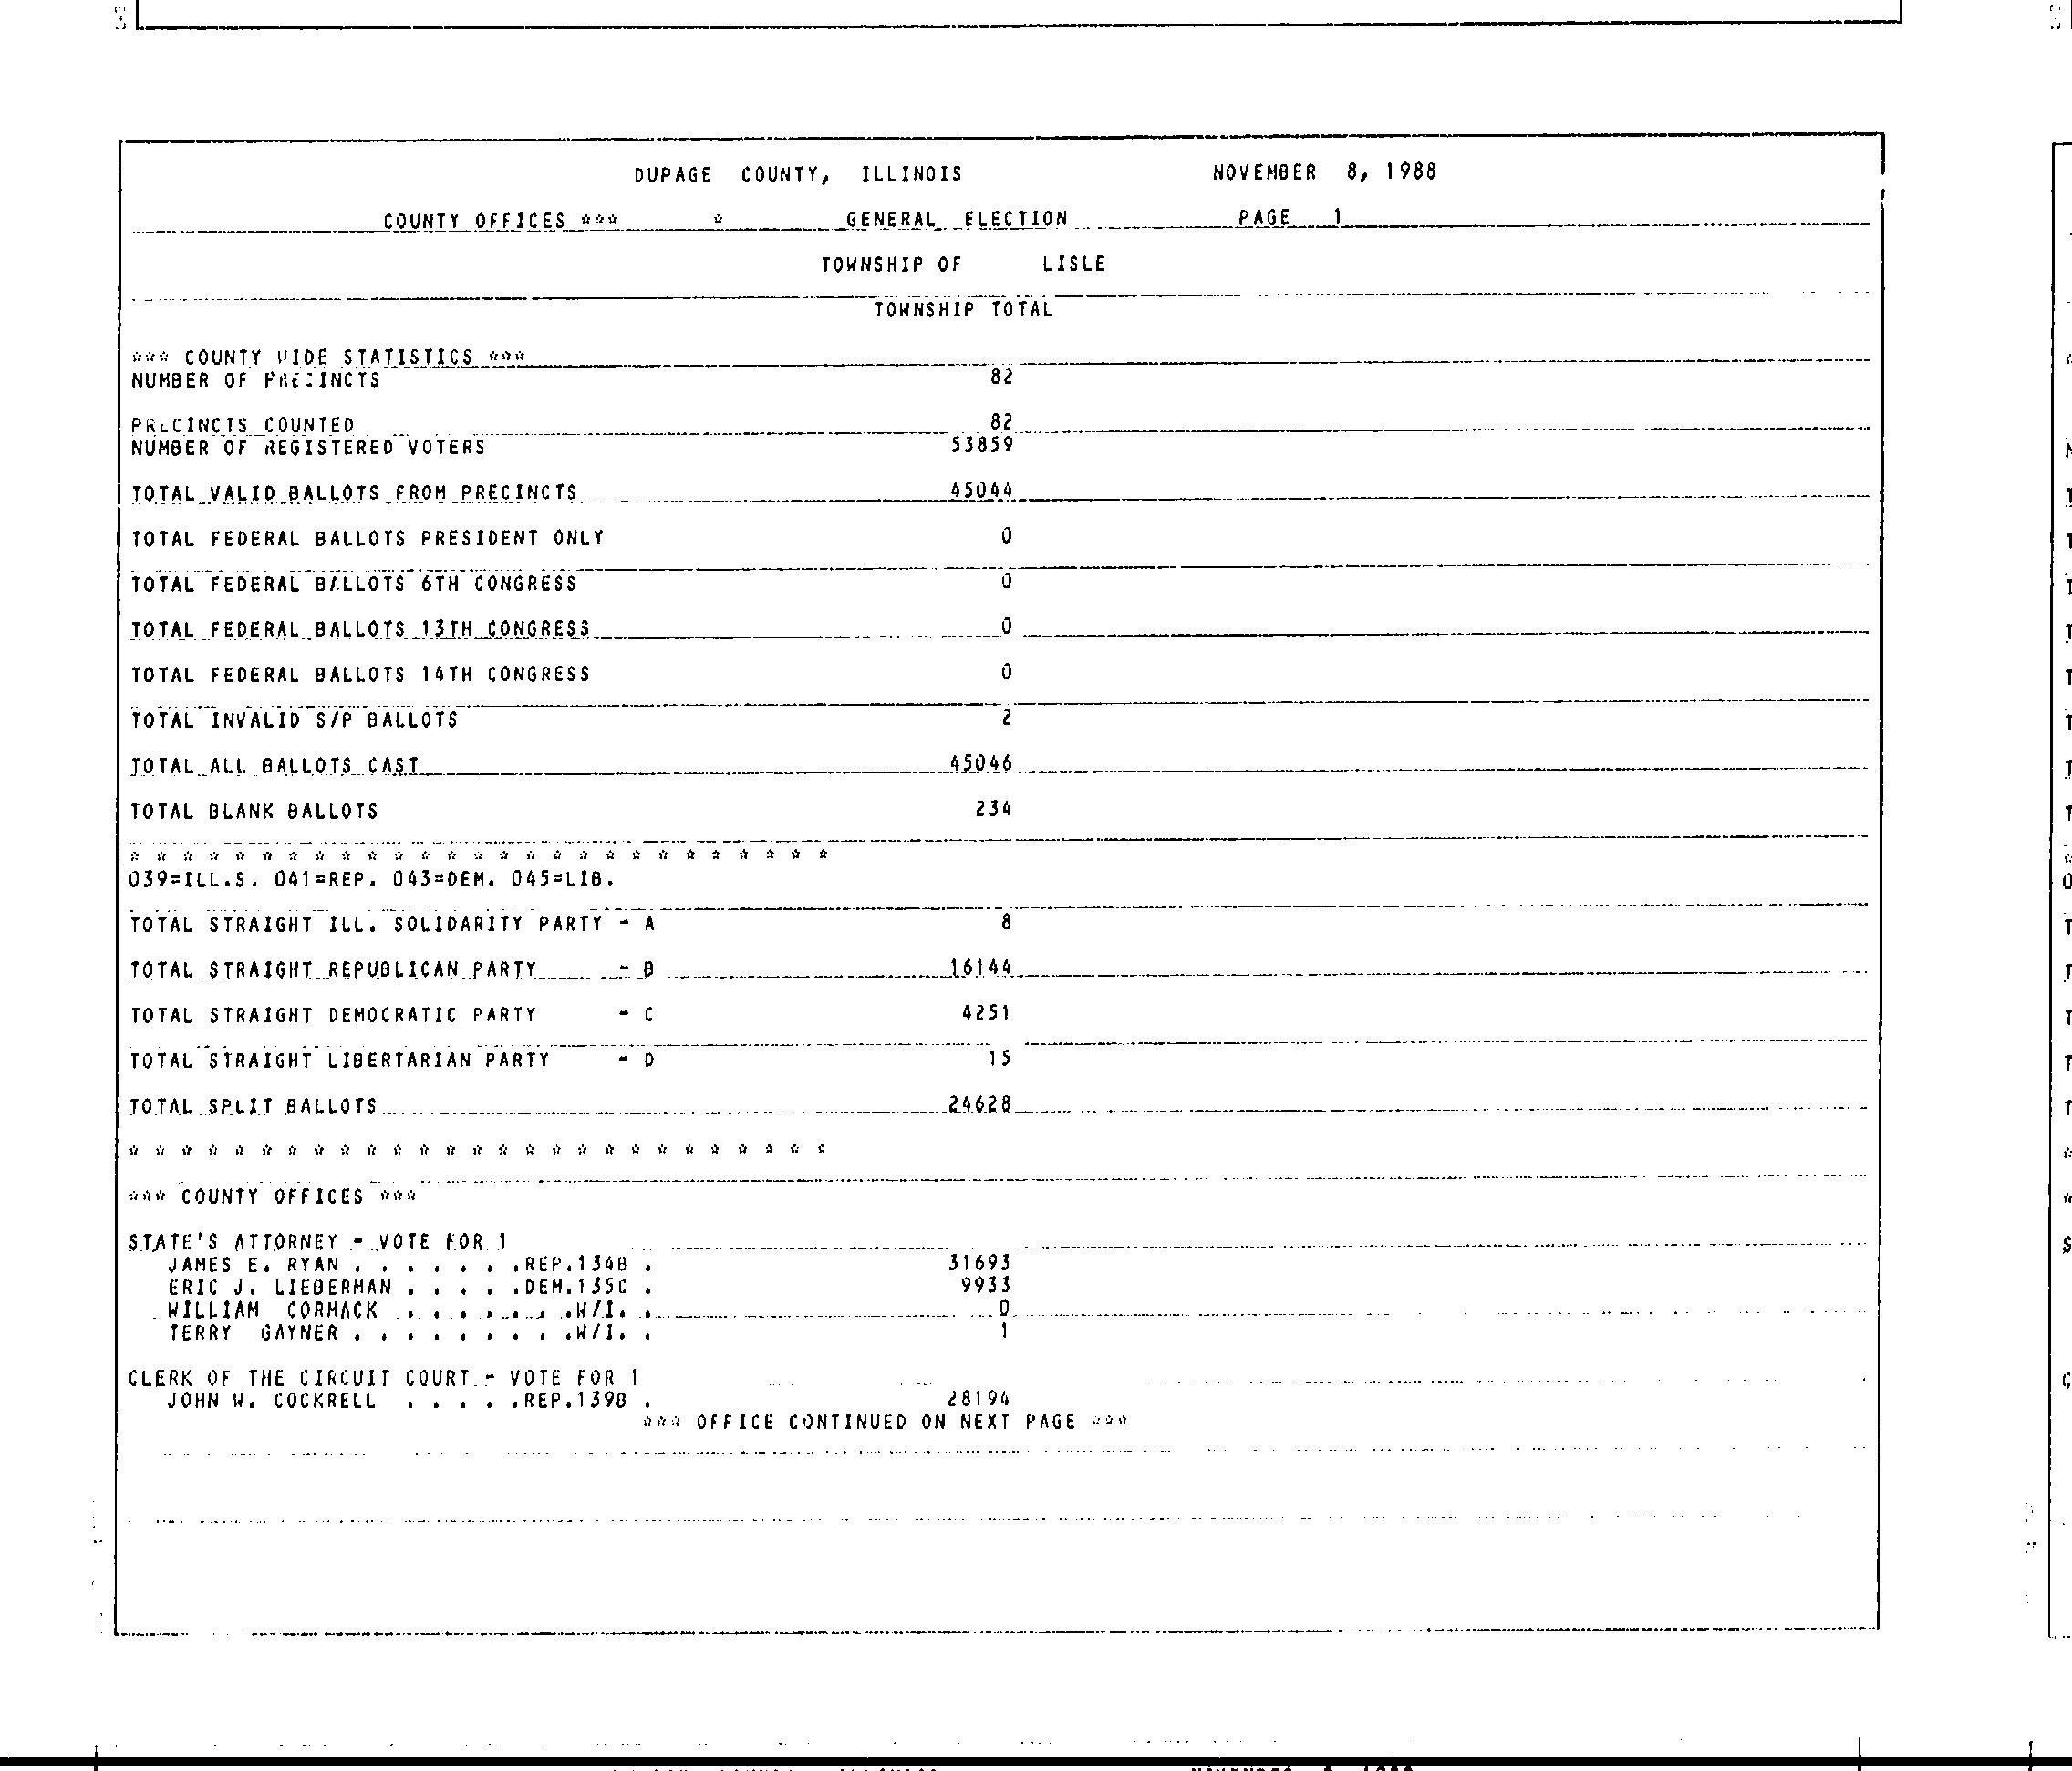 DUPAGE COUNTY, ILLINOIS NOVEMBER 8, 1988
COUNTY OFFICES *** * GENERAL ELECTION PAGE 1
TOWNSHIP OF LISLE
TOWNSHIP TOTAL
*** COUNTY WIDE STATISTICS ***
NUMBER OF PRECINCTS 82
PRECINCTS COUNTED 82
NUMBER OF REGISTERED VOTERS 53859
TOTAL VALID BALLOTS FROM PRECINCTS 45044
TOTAL FEDERAL BALLOTS PRESIDENT ONLY 0
TOTAL FEDERAL BALLOTS 6TH CONGRESS 0
TOTAL FEDERAL BALLOTS 13TH CONGRESS 0
TOTAL FEDERAL BALLOTS 14TH CONGRESS 0
TOTAL INVALID S/P BALLOTS 2
TOTAL ALL BALLOTS CAST 45046
TOTAL BLANK BALLOTS 234
* * * * * * * * * * * * * * * * * * * * * * * * * * *
039=ILL.S. 041=REP. 043=DEM. 045=LIB.
TOTAL STRAIGHT ILL. SOLIDARITY PARTY - A 8
TOTAL STRAIGHT REPUBLICAN PARTY - B 16144
TOTAL STRAIGHT DEMOCRATIC PARTY - C 4251
TOTAL STRAIGHT LIBERTARIAN PARTY - D 15
TOTAL SPLIT BALLOTS 24628
* * * * * * * * * * * * * * * * * * * * * * * * * * *
*** COUNTY OFFICES ***
STATE'S ATTORNEY - VOTE FOR 1
JAMES E. RYAN . . . . . . .REP.134B . 31693
ERIC J. LIEBERMAN . . . . .DEM.135C . 9933
WILLIAM CORMACK . . . . . . .W/I. . 0
TERRY GAYNER . . . . . . . . .W/I. . 1
CLERK OF THE CIRCUIT COURT - VOTE FOR 1
JOHN W. COCKRELL . . . . .REP.139B . 28194
*** OFFICE CONTINUED ON NEXT PAGE ***